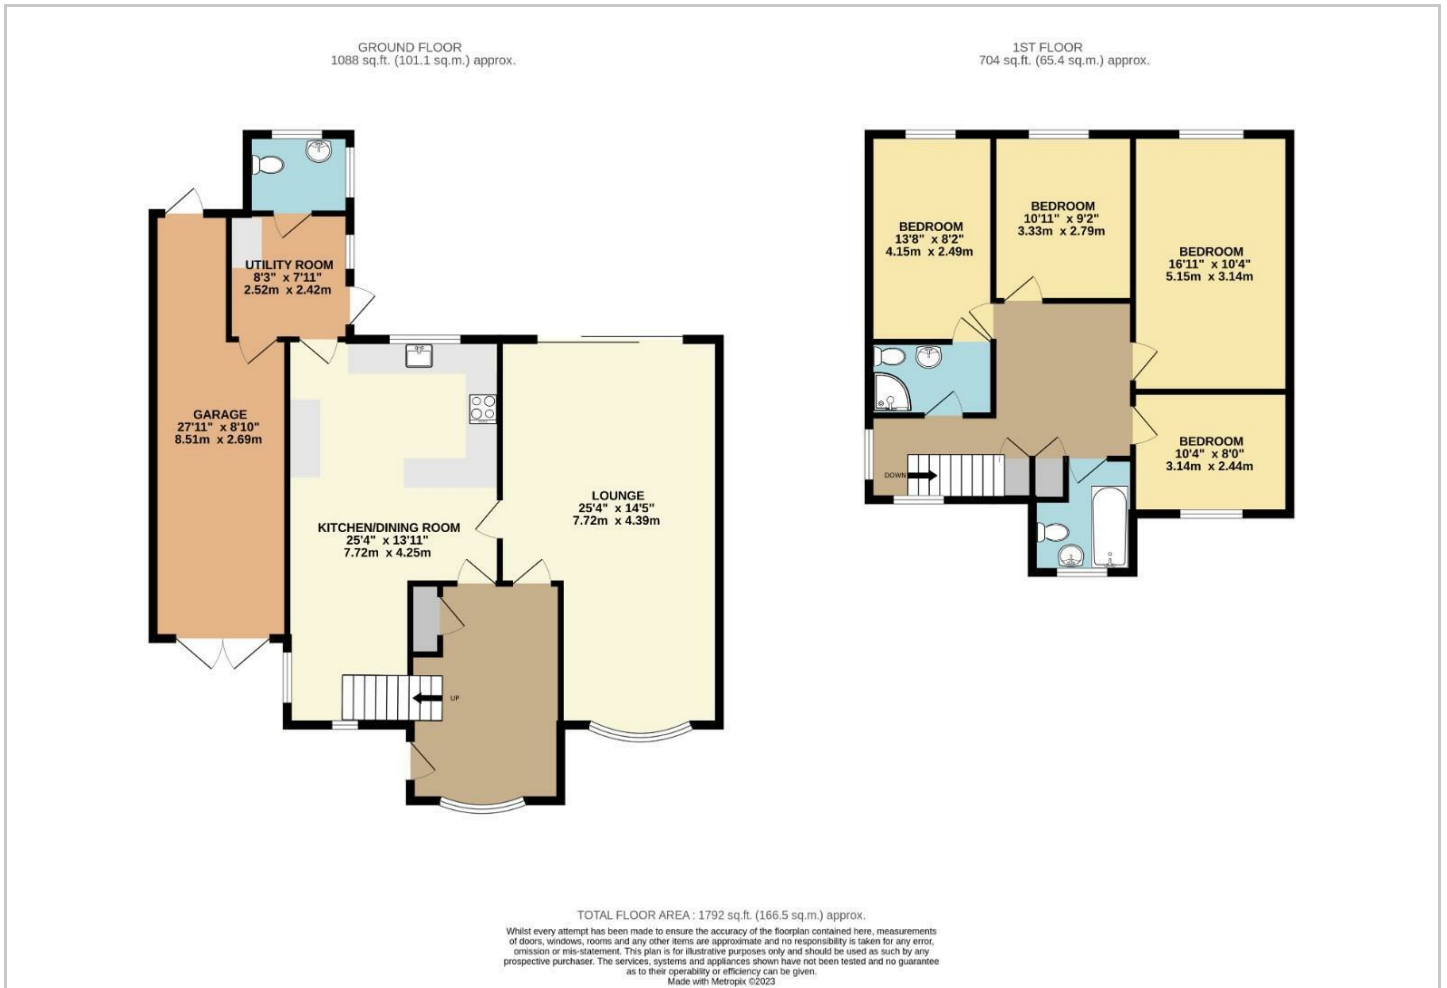 GROUND FLOOR
1088 sq.ft. (101.1 sq.m.) approx.
UTILITY ROOM
8'3" x 7'11"
2.52m x 2.42m
GARAGE
27'11" x 8'10"
8.51m x 2.69m
KITCHEN/DINING ROOM
25'4" x 13'11"
7.72m x 4.25m
LOUNGE
25'4" x 14'5"
7.72m x 4.39m
UP
1ST FLOOR
704 sq.ft. (65.4 sq.m.) approx.
BEDROOM
13'8" x 8'2"
4.15m x 2.49m
BEDROOM
10'11" x 9'2"
3.33m x 2.79m
BEDROOM
16'11" x 10'4"
5.15m x 3.14m
BEDROOM
10'4" x 8'0"
3.14m x 2.44m
DOWN
TOTAL FLOOR AREA : 1792 sq.ft. (166.5 sq.m.) approx.
Whilst every attempt has been made to ensure the accuracy of the floorplan contained here, measurements
of doors, windows, rooms and any other items are approximate and no responsibility is taken for any error,
omission or mis-statement. This plan is for illustrative purposes only and should be used as such by any
prospective purchaser. The services, systems and appliances shown have not been tested and no guarantee
as to their operability or efficiency can be given.
Made with Metropix ©2023